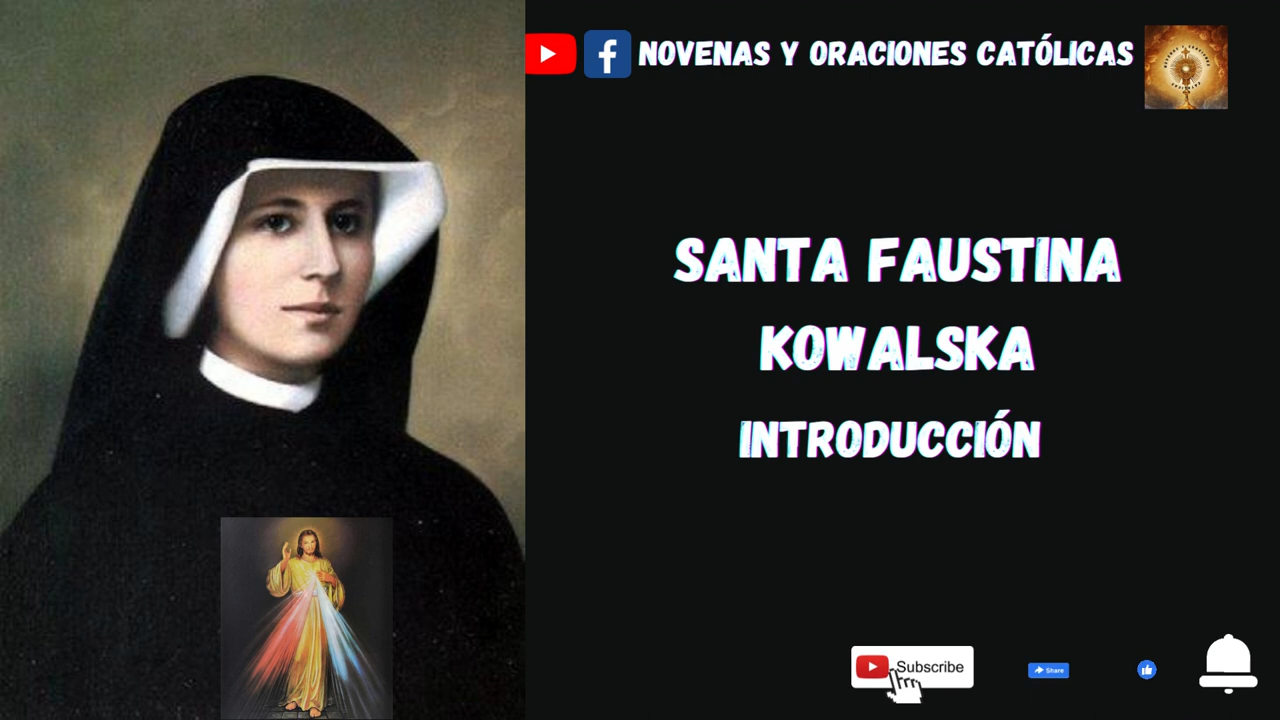 NOVENAS Y ORACIONES CATÓLICAS
SANTA FAUSTINA
KOWALSKA
INTRODUCCIÓN
Subscribe
Share